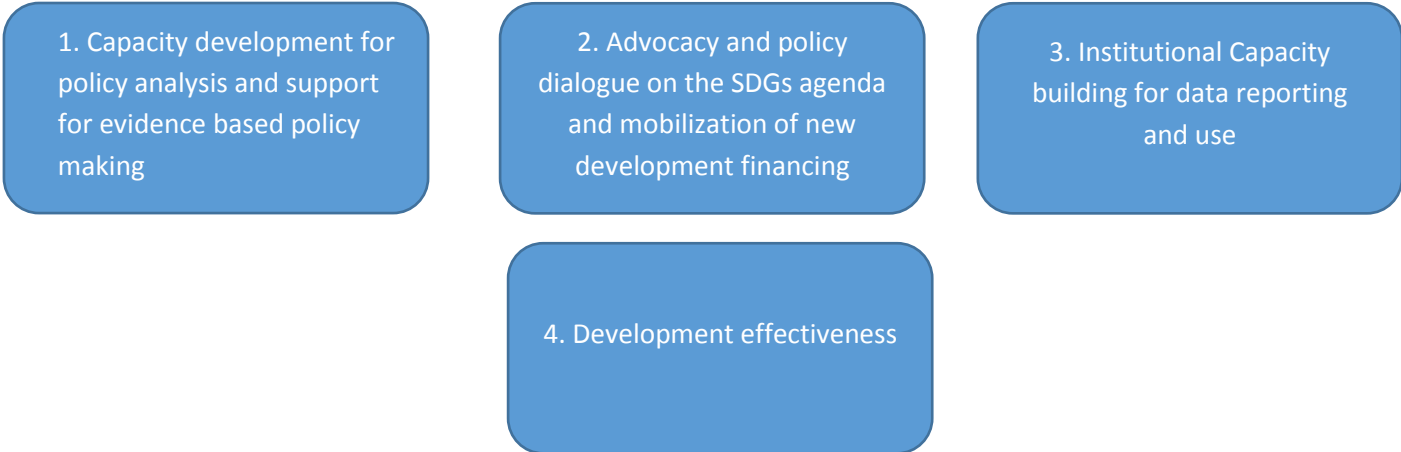 1. Capacity development for
policy analysis and support
for evidence based policy
making
2. Advocacy and policy
dialogue on the SDGs agenda
and mobilization of new
development financing
3. Institutional Capacity
building for data reporting
and use
4. Development effectiveness